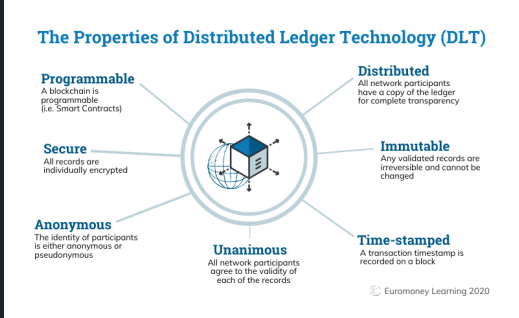 The Properties of Distributed Ledger Technology (DLT)
Programmable
A blockchain is
programmable
(i.e. Smart Contracts)
Secure
All records are
individually encrypted
Anonymous
The identity of participants
is either anonymous or
pseudonymous
Unanimous
All network participants
agree to the validity of
each of the records
Distributed
All network participants
have a copy of the ledger
for complete transparency
Immutable
Any validated records are
irreversible and cannot be
changed
Time-stamped
A transaction timestamp is
recorded on a block
Euromoney Learning 2020